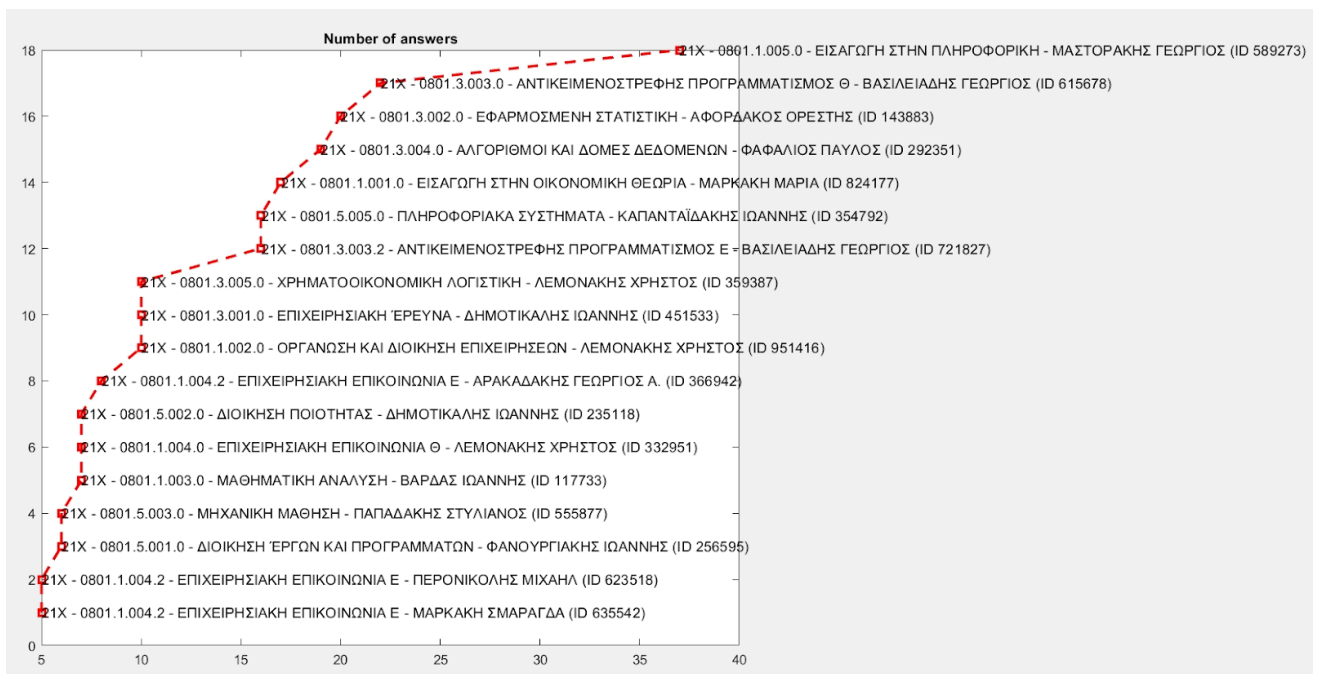 Number of answers
18
21X - 0801.1.005.0 - ΕΙΣΑΓΩΓΗ ΣΤΗΝ ΠΛΗΡΟΦΟΡΙΚΗ - ΜΑΣΤΟΡΑΚΗΣ ΓΕΩΡΓΙΟΣ (ID 589273)
21X - 0801.3.003.0 - ΑΝΤΙΚΕΙΜΕΝΟΣΤΡΕΦΗΣ ΠΡΟΓΡΑΜΜΑΤΙΣΜΟΣ Θ - ΒΑΣΙΛΕΙΑΔΗΣ ΓΕΩΡΓΙΟΣ (ID 615678)
16
21X - 0801.3.002.0 - ΕΦΑΡΜΟΣΜΕΝΗ ΣΤΑΤΙΣΤΙΚΗ - ΑΦΟΡΔΑΚΟΣ ΟΡΕΣΤΗΣ (ID 143883)
21X - 0801.3.004.0 - ΑΛΓΟΡΙΘΜΟΙ ΚΑΙ ΔΟΜΕΣ ΔΕΔΟΜΕΝΩΝ - ΦΑΦΑΛΙΟΣ ΠΑΥΛΟΣ (ID 292351)
14
21X - 0801.1.001.0 - ΕΙΣΑΓΩΓΗ ΣΤΗΝ ΟΙΚΟΝΟΜΙΚΗ ΘΕΩΡΙΑ - ΜΑΡΚΑΚΗ ΜΑΡΙΑ (ID 824177)
21X - 0801.5.005.0 - ΠΛΗΡΟΦΟΡΙΑΚΑ ΣΥΣΤΗΜΑΤΑ - ΚΑΠΑΝΤΑΪΔΑΚΗΣ ΙΩΑΝΝΗΣ (ID 354792)
12
21X - 0801.3.003.2 - ΑΝΤΙΚΕΙΜΕΝΟΣΤΡΕΦΗΣ ΠΡΟΓΡΑΜΜΑΤΙΣΜΟΣ Ε - ΒΑΣΙΛΕΙΑΔΗΣ ΓΕΩΡΓΙΟΣ (ID 721827)
21X - 0801.3.005.0 - ΧΡΗΜΑΤΟΟΙΚΟΝΟΜΙΚΗ ΛΟΓΙΣΤΙΚΗ - ΛΕΜΟΝΑΚΗΣ ΧΡΗΣΤΟΣ (ID 359387)
10
21X - 0801.3.001.0 - ΕΠΙΧΕΙΡΗΣΙΑΚΗ ΈΡΕΥΝΑ - ΔΗΜΟΤΙΚΑΛΗΣ ΙΩΑΝΝΗΣ (ID 451533)
21X - 0801.1.002.0 - ΟΡΓΑΝΩΣΗ ΚΑΙ ΔΙΟΙΚΗΣΗ ΕΠΙΧΕΙΡΗΣΕΩΝ - ΛΕΜΟΝΑΚΗΣ ΧΡΗΣΤΟΣ (ID 951416)
8
21X - 0801.1.004.2 - ΕΠΙΧΕΙΡΗΣΙΑΚΗ ΕΠΙΚΟΙΝΩΝΙΑ Ε - ΑΡΑΚΑΔΑΚΗΣ ΓΕΩΡΓΙΟΣ Α. (ID 366942)
21X - 0801.5.002.0 - ΔΙΟΙΚΗΣΗ ΠΟΙΟΤΗΤΑΣ - ΔΗΜΟΤΙΚΑΛΗΣ ΙΩΑΝΝΗΣ (ID 235118)
6
21X - 0801.1.004.0 - ΕΠΙΧΕΙΡΗΣΙΑΚΗ ΕΠΙΚΟΙΝΩΝΙΑ Θ - ΛΕΜΟΝΑΚΗΣ ΧΡΗΣΤΟΣ (ID 332951)
21X - 0801.1.003.0 - ΜΑΘΗΜΑΤΙΚΗ ΑΝΑΛΥΣΗ - ΒΑΡΔΑΣ ΙΩΑΝΝΗΣ (ID 117733)
4
21X - 0801.5.003.0 - ΜΗΧΑΝΙΚΗ ΜΑΘΗΣΗ - ΠΑΠΑΔΑΚΗΣ ΣΤΥΛΙΑΝΟΣ (ID 555877)
21X - 0801.5.001.0 - ΔΙΟΙΚΗΣΗ ΈΡΓΩΝ ΚΑΙ ΠΡΟΓΡΑΜΜΑΤΩΝ - ΦΑΝΟΥΡΓΙΑΚΗΣ ΙΩΑΝΝΗΣ (ID 256595)
2
21X - 0801.1.004.2 - ΕΠΙΧΕΙΡΗΣΙΑΚΗ ΕΠΙΚΟΙΝΩΝΙΑ Ε - ΠΕΡΟΝΙΚΟΛΗΣ ΜΙΧΑΗΛ (ID 623518)
21X - 0801.1.004.2 - ΕΠΙΧΕΙΡΗΣΙΑΚΗ ΕΠΙΚΟΙΝΩΝΙΑ Ε - ΜΑΡΚΑΚΗ ΣΜΑΡΑΓΔΑ (ID 635542)
0
5 10 15 20 25 30 35 40